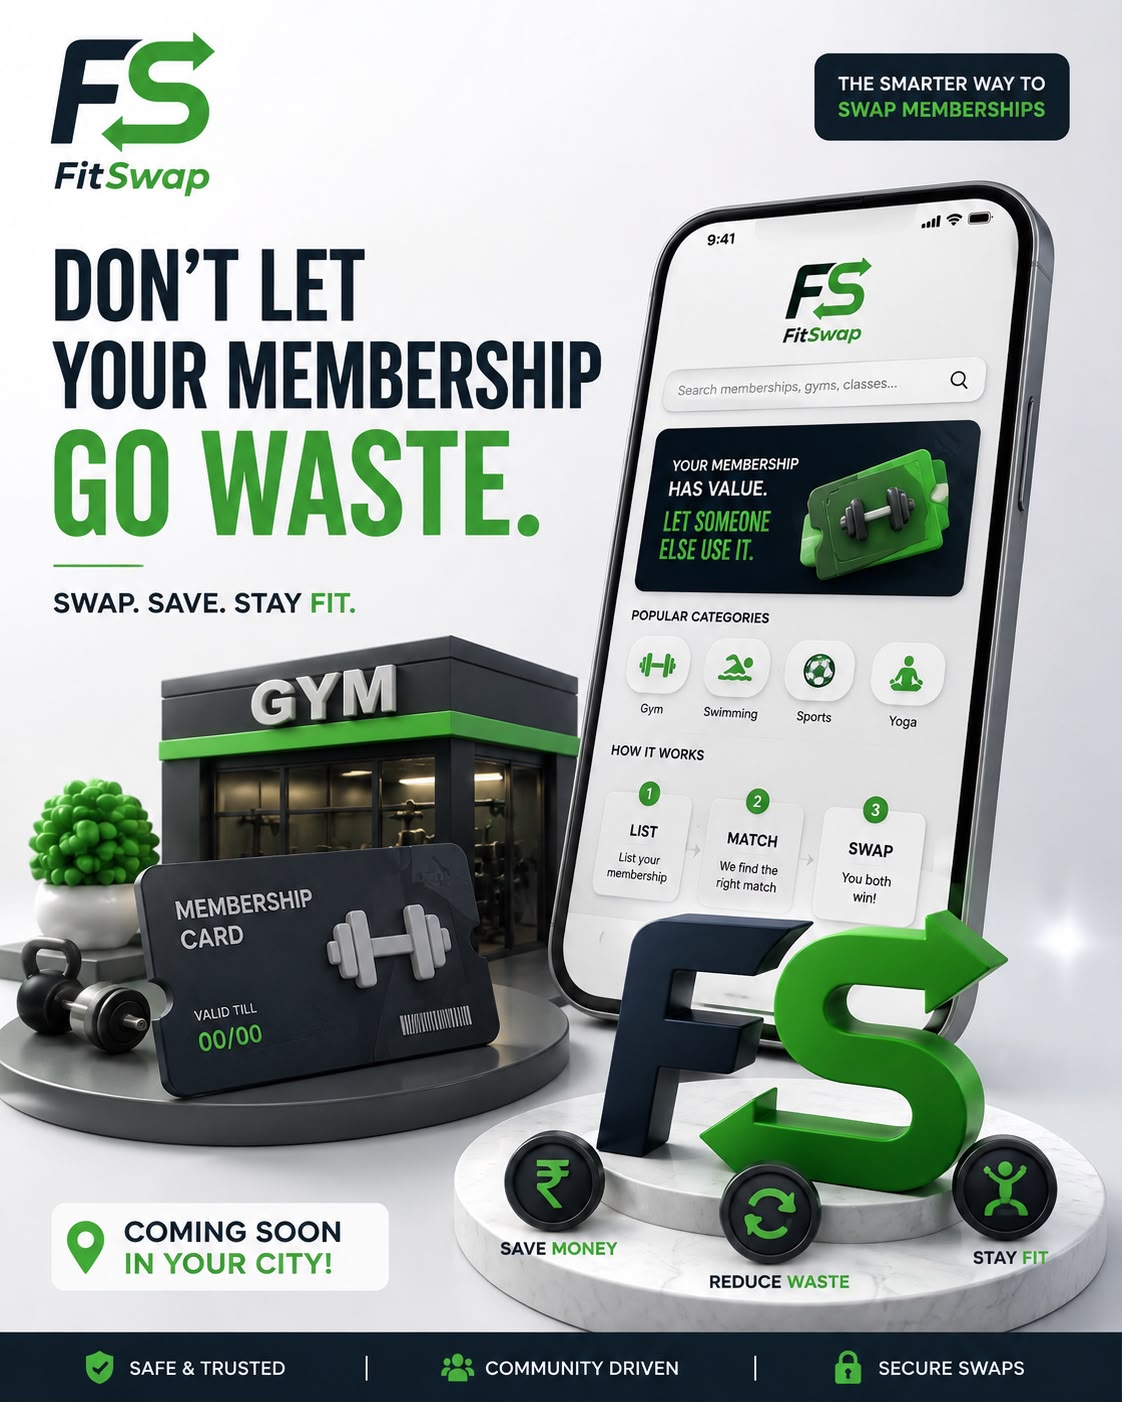 FS
FitSwap
THE SMARTER WAY TO
SWAP MEMBERSHIPS
DON'T LET
YOUR MEMBERSHIP
GO WASTE.
SWAP. SAVE. STAY FIT.
9:41
FS
FitSwap
Search memberships, gyms, classes...
YOUR MEMBERSHIP
HAS VALUE.
LET SOMEONE
ELSE USE IT.
POPULAR CATEGORIES
Gym
Swimming
Sports
Yoga
HOW IT WORKS
1
LIST
List your
membership
2
MATCH
We find the
right match
3
SWAP
You both
win!
GYM
MEMBERSHIP
CARD
VALID TILL
00/00
FS
₹
SAVE MONEY
REDUCE WASTE
STAY FIT
COMING SOON
IN YOUR CITY!
SAFE & TRUSTED
COMMUNITY DRIVEN
SECURE SWAPS